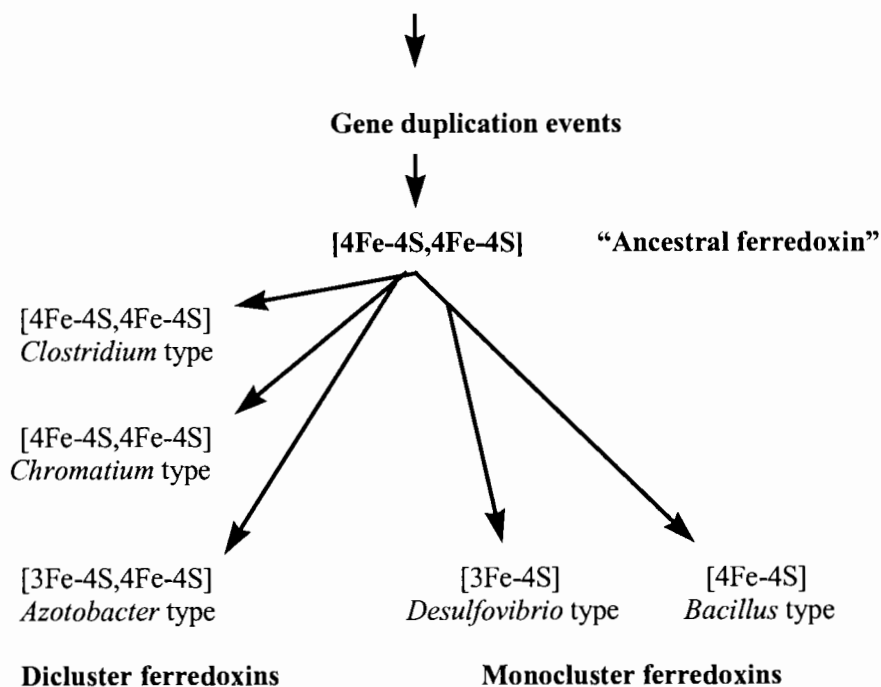 Gene duplication events
[4Fe-4S,4Fe-4S] “Ancestral ferredoxin”
[4Fe-4S,4Fe-4S]
Clostridium type
[4Fe-4S,4Fe-4S]
Chromatium type
[3Fe-4S,4Fe-4S]
Azotobacter type
[3Fe-4S]
Desulfovibrio type
[4Fe-4S]
Bacillus type
Dicluster ferredoxins
Monocluster ferredoxins